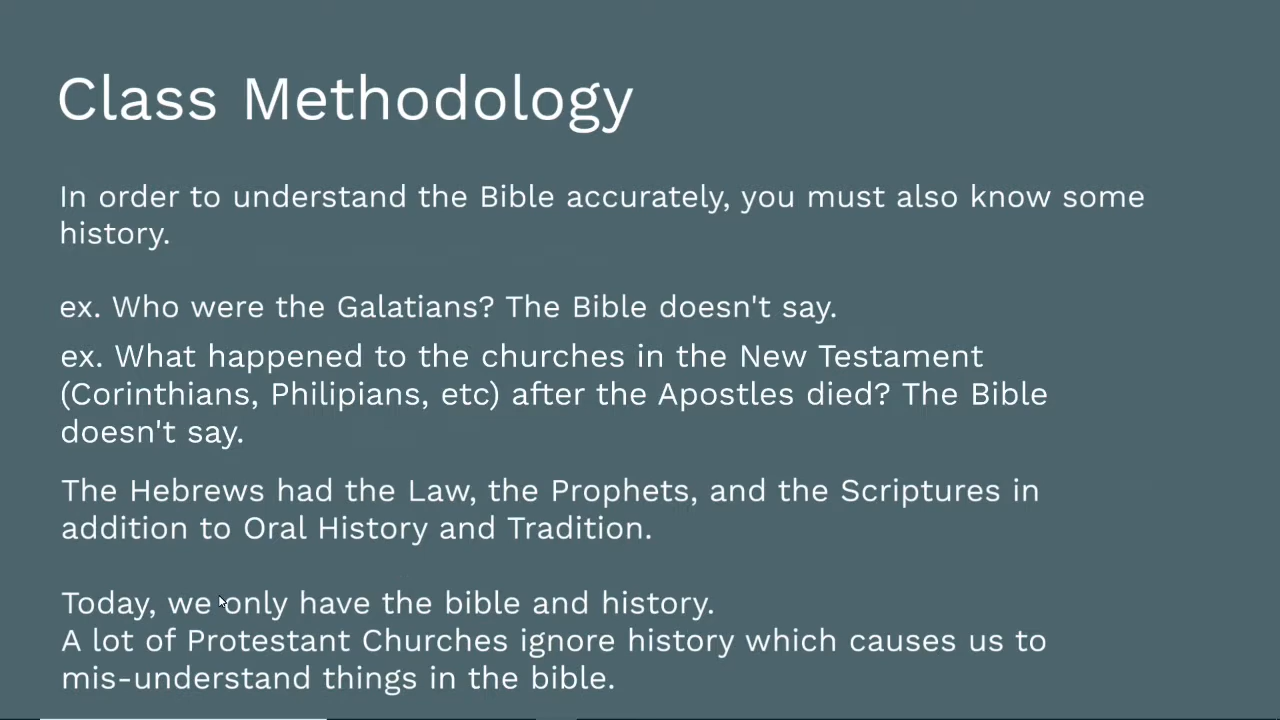 Class Methodology
In order to understand the Bible accurately, you must also know some
history.
ex. Who were the Galatians? The Bible doesn't say.
ex. What happened to the churches in the New Testament
(Corinthians, Philipians, etc) after the Apostles died? The Bible
doesn't say.
The Hebrews had the Law, the Prophets, and the Scriptures in
addition to Oral History and Tradition.
Today, we only have the bible and history.
A lot of Protestant Churches ignore history which causes us to
mis-understand things in the bible.